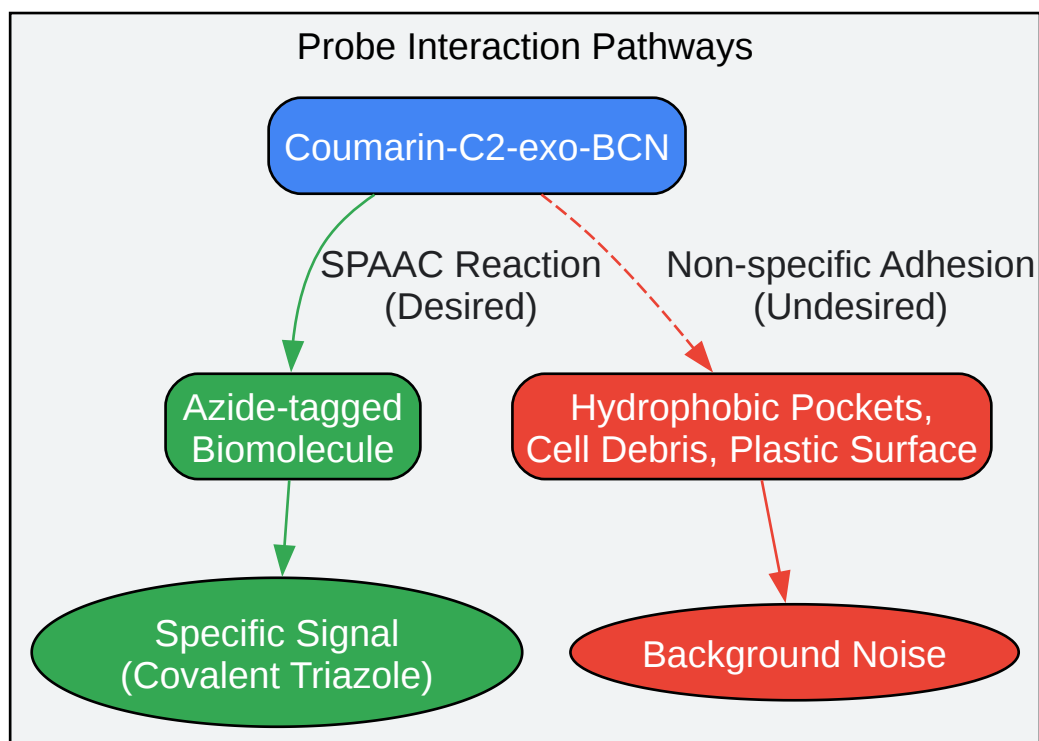 Probe Interaction Pathways
Coumarin-C2-exo-BCN
SPAAC Reaction
(Desired)
Non-specific Adhesion
(Undesired)
Azide-tagged
Biomolecule
Hydrophobic Pockets,
Cell Debris, Plastic Surface
Specific Signal
(Covalent Triazole)
Background Noise